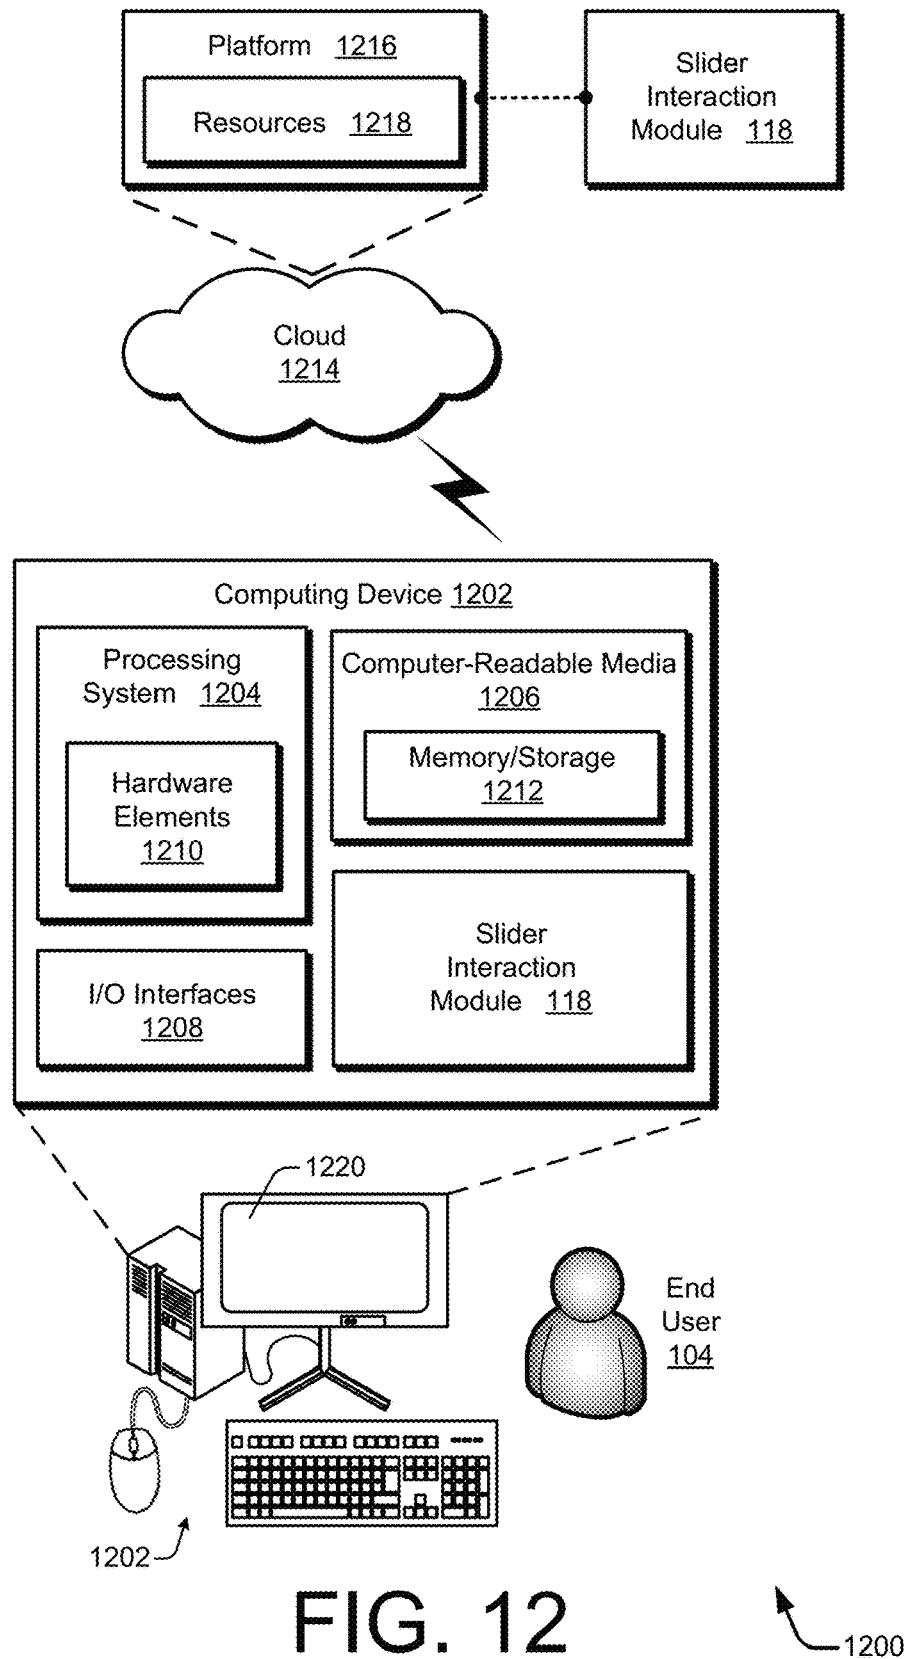 Platform 1216
Resources 1218
Slider
Interaction
Module 118
Cloud
1214
Computing Device 1202
Processing
System 1204
Hardware
Elements
1210
Computer-Readable Media
1206
Memory/Storage
1212
I/O Interfaces
1208
Slider
Interaction
Module 118
1220
End
User
104
1202
FIG. 12
1200